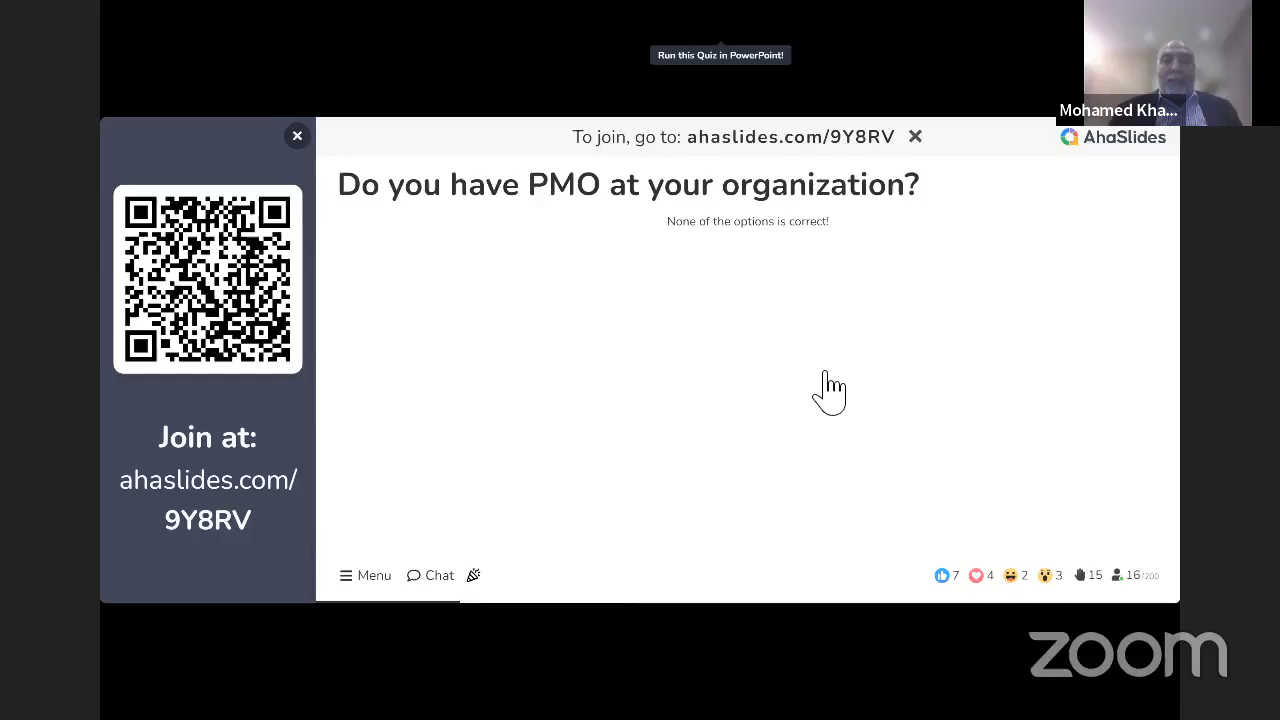 Run this Quiz in PowerPoint!
Mohamed Kha...
To join, go to: ahaslides.com/9Y8RV
AhaSlides
Do you have PMO at your organization?
None of the options is correct!
Join at:
ahaslides.com/
9Y8RV
Menu Chat
7 4 2 3 15 16/200
zoom